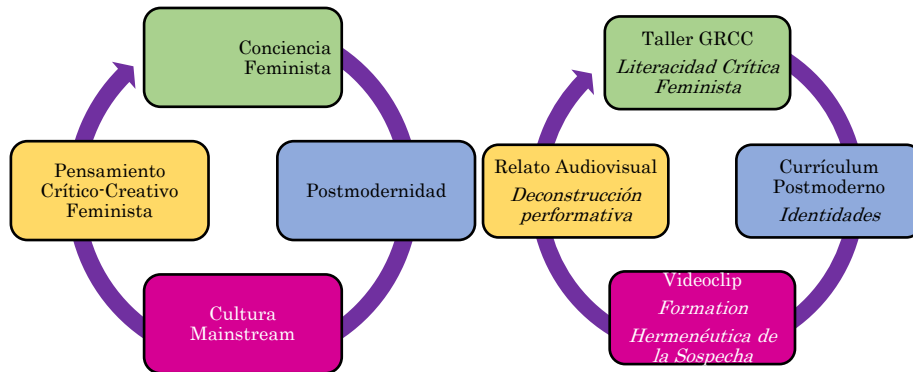 Conciencia
Feminista
Postmodernidad
Cultura
Mainstream
Pensamiento
Crítico-Creativo
Feminista
Taller GRCC
Literacidad Crítica
Feminista
Currículum
Postmoderno
Identidades
Videoclip
Formation
Hermenéutica de
la Sospecha
Relato Audiovisual
Deconstrucción
performativa